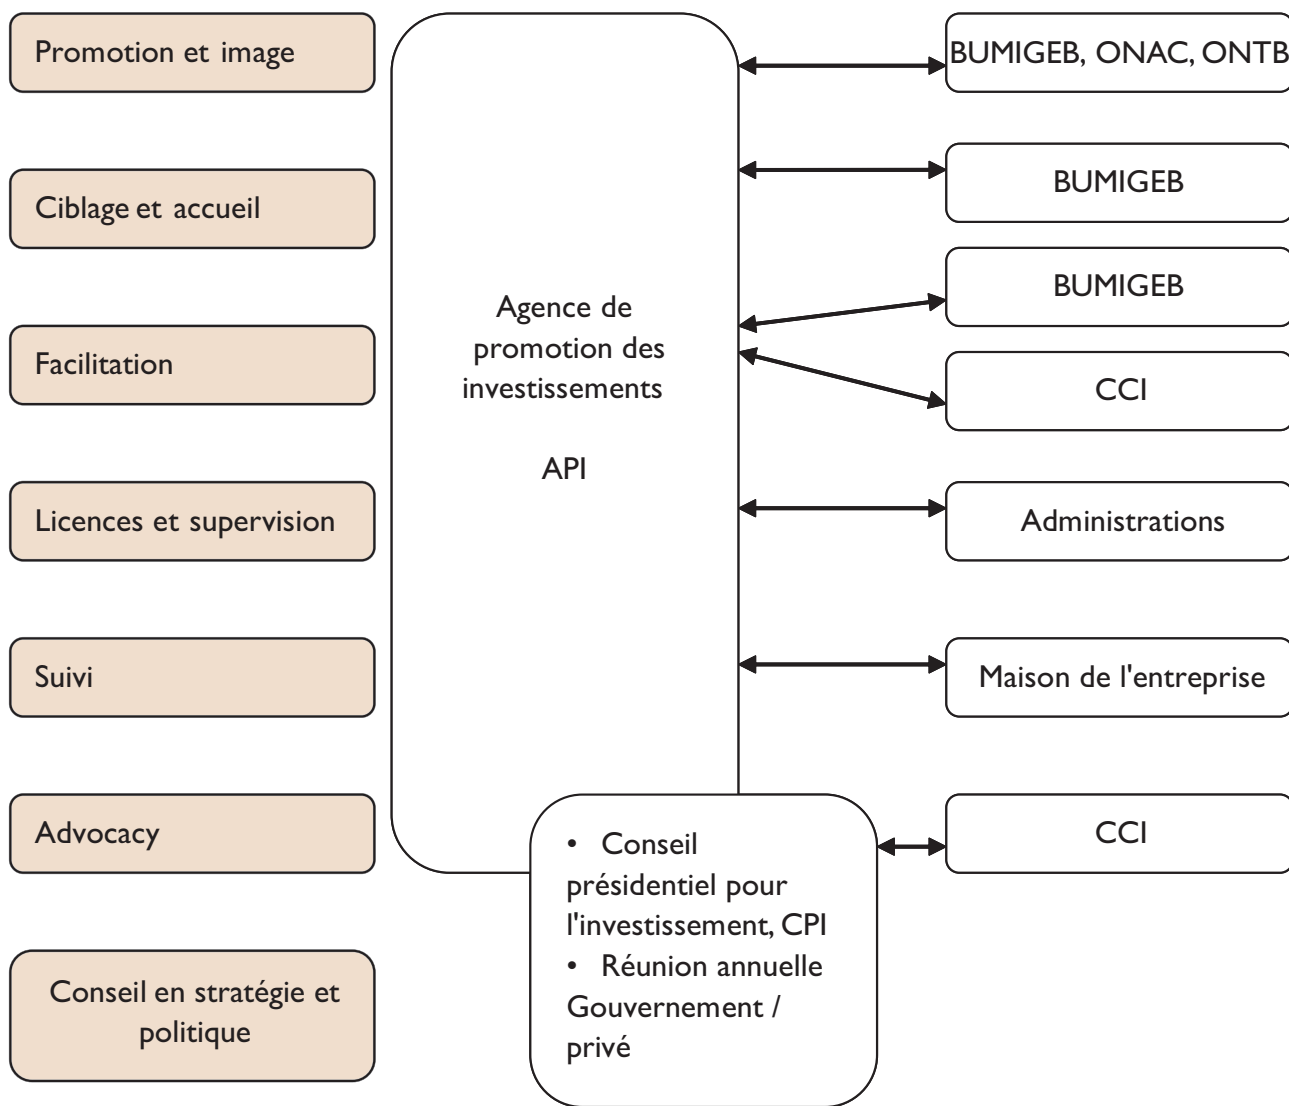 Promotion et image
Ciblage et accueil
Facilitation
Licences et supervision
Suivi
Advocacy
Conseil en stratégie et
politique
Agence de
promotion des
investissements
API
• Conseil
présidentiel pour
l'investissement, CPI
• Réunion annuelle
Gouvernement /
privé
BUMIGEB, ONAC, ONTB
BUMIGEB
BUMIGEB
CCI
Administrations
Maison de l'entreprise
CCI